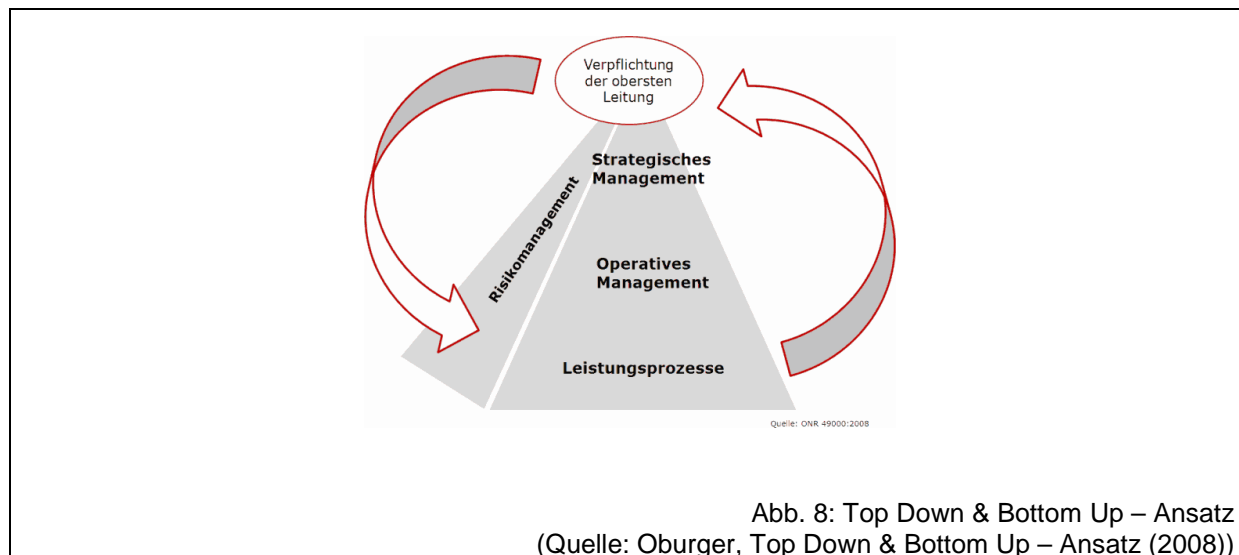 Verpflichtung
der obersten
Leitung
Strategisches
Management
Risikomanagement
Operatives
Management
Leistungsprozesse
Quelle: ONR 49000:2008
Abb. 8: Top Down & Bottom Up – Ansatz
(Quelle: Oburger, Top Down & Bottom Up – Ansatz (2008))